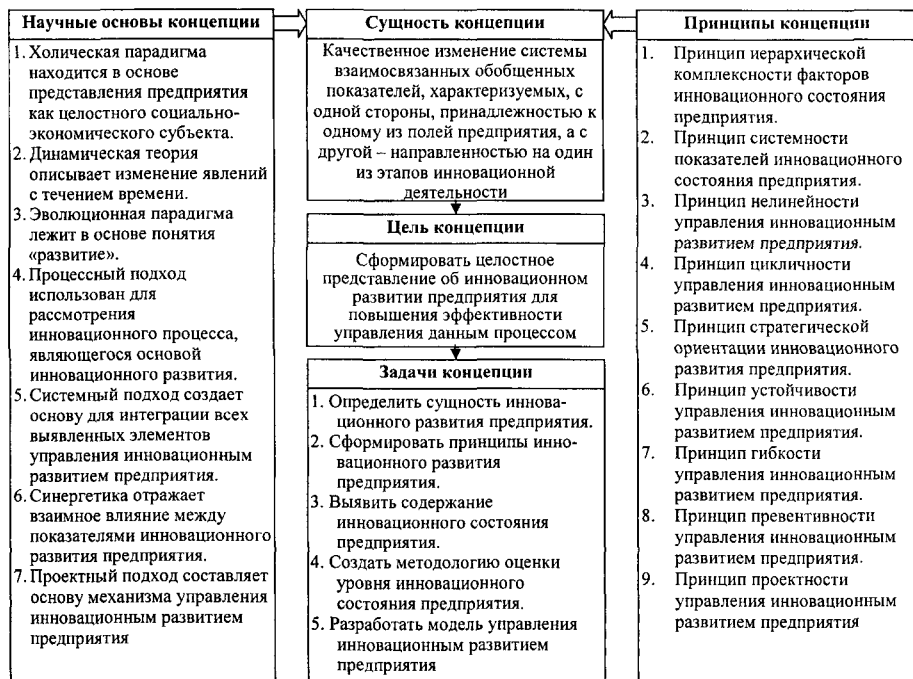 Научные основы концепции
1. Холическая парадигма
находится в основе
представления предприятия
как целостного социально-
экономического субъекта.
2. Динамическая теория
описывает изменение явлений
с течением времени.
3. Эволюционная парадигма
лежит в основе понятия
«развитие».
4. Процессный подход
использован для
рассмотрения
инновационного процесса,
являющегося основой
инновационного развития.
5. Системный подход создает
основу для интеграции всех
выявленных элементов
управления инновационным
развитием предприятия.
6. Синергетика отражает
взаимное влияние между
показателями инновационного
развития предприятия.
7. Проектный подход составляет
основу механизма управления
инновационным развитием
предприятия
Сущность концепции
Качественное изменение системы
взаимосвязанных обобщенных
показателей, характеризуемых, с
одной стороны, принадлежностью к
одному из полей предприятия, а с
другой – направленностью на один
из этапов инновационной
деятельности
Цель концепции
Сформировать целостное
представление об инновационном
развитии предприятия для
повышения эффективности
управления данным процессом
Задачи концепции
1. Определить сущность иннова-
ционного развития предприятия.
2. Сформировать принципы инно-
вационного развития
предприятия.
3. Выявить содержание
инновационного состояния
предприятия.
4. Создать методологию оценки
уровня инновационного
состояния предприятия.
5. Разработать модель управления
инновационным развитием
предприятия
Принципы концепции
1. Принцип иерархической
комплексности факторов
инновационного состояния
предприятия.
2. Принцип системности
показателей инновационного
состояния предприятия.
3. Принцип нелинейности
управления инновационным
развитием предприятия.
4. Принцип цикличности
управления инновационным
развитием предприятия.
5. Принцип стратегической
ориентации инновационного
развития предприятия.
6. Принцип устойчивости
управления инновационным
развитием предприятия.
7. Принцип гибкости
управления инновационным
развитием предприятия.
8. Принцип превентивности
управления инновационным
развитием предприятия.
9. Принцип проектности
управления инновационным
развитием предприятия